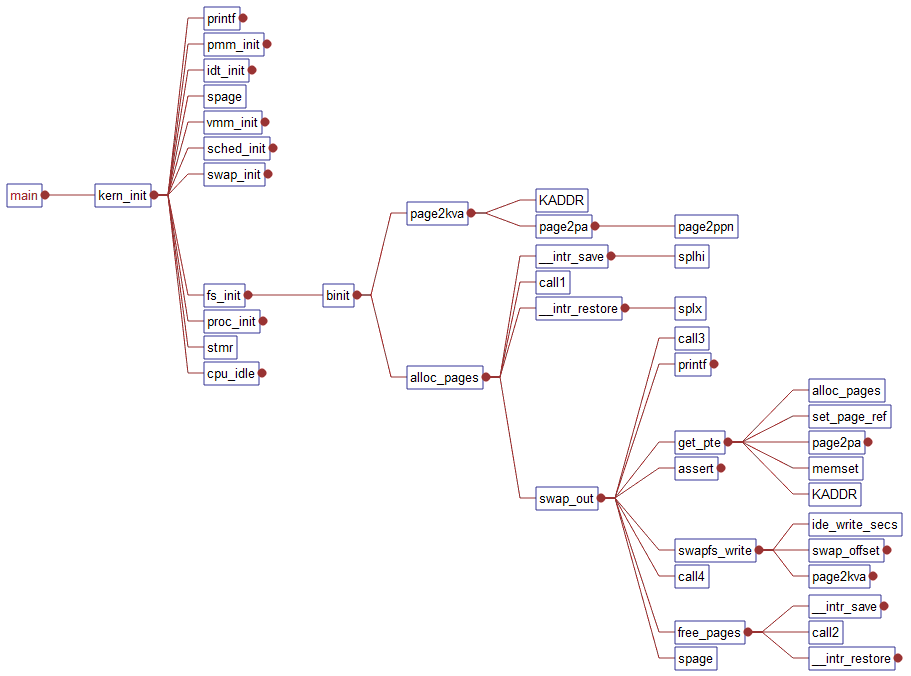 main
kern_init
printf
pmm_init
idt_init
spage
vmm_init
sched_init
swap_init
fs_init
proc_init
stmr
cpu_idle
binit
page2kva
alloc_pages
KADDR
page2pa
page2ppn
__intr_save
splhi
call1
__intr_restore
splx
swap_out
call3
printf
get_pte
assert
swapfs_write
call4
free_pages
spage
alloc_pages
set_page_ref
page2pa
memset
KADDR
ide_write_secs
swap_offset
page2kva
__intr_save
call2
__intr_restore